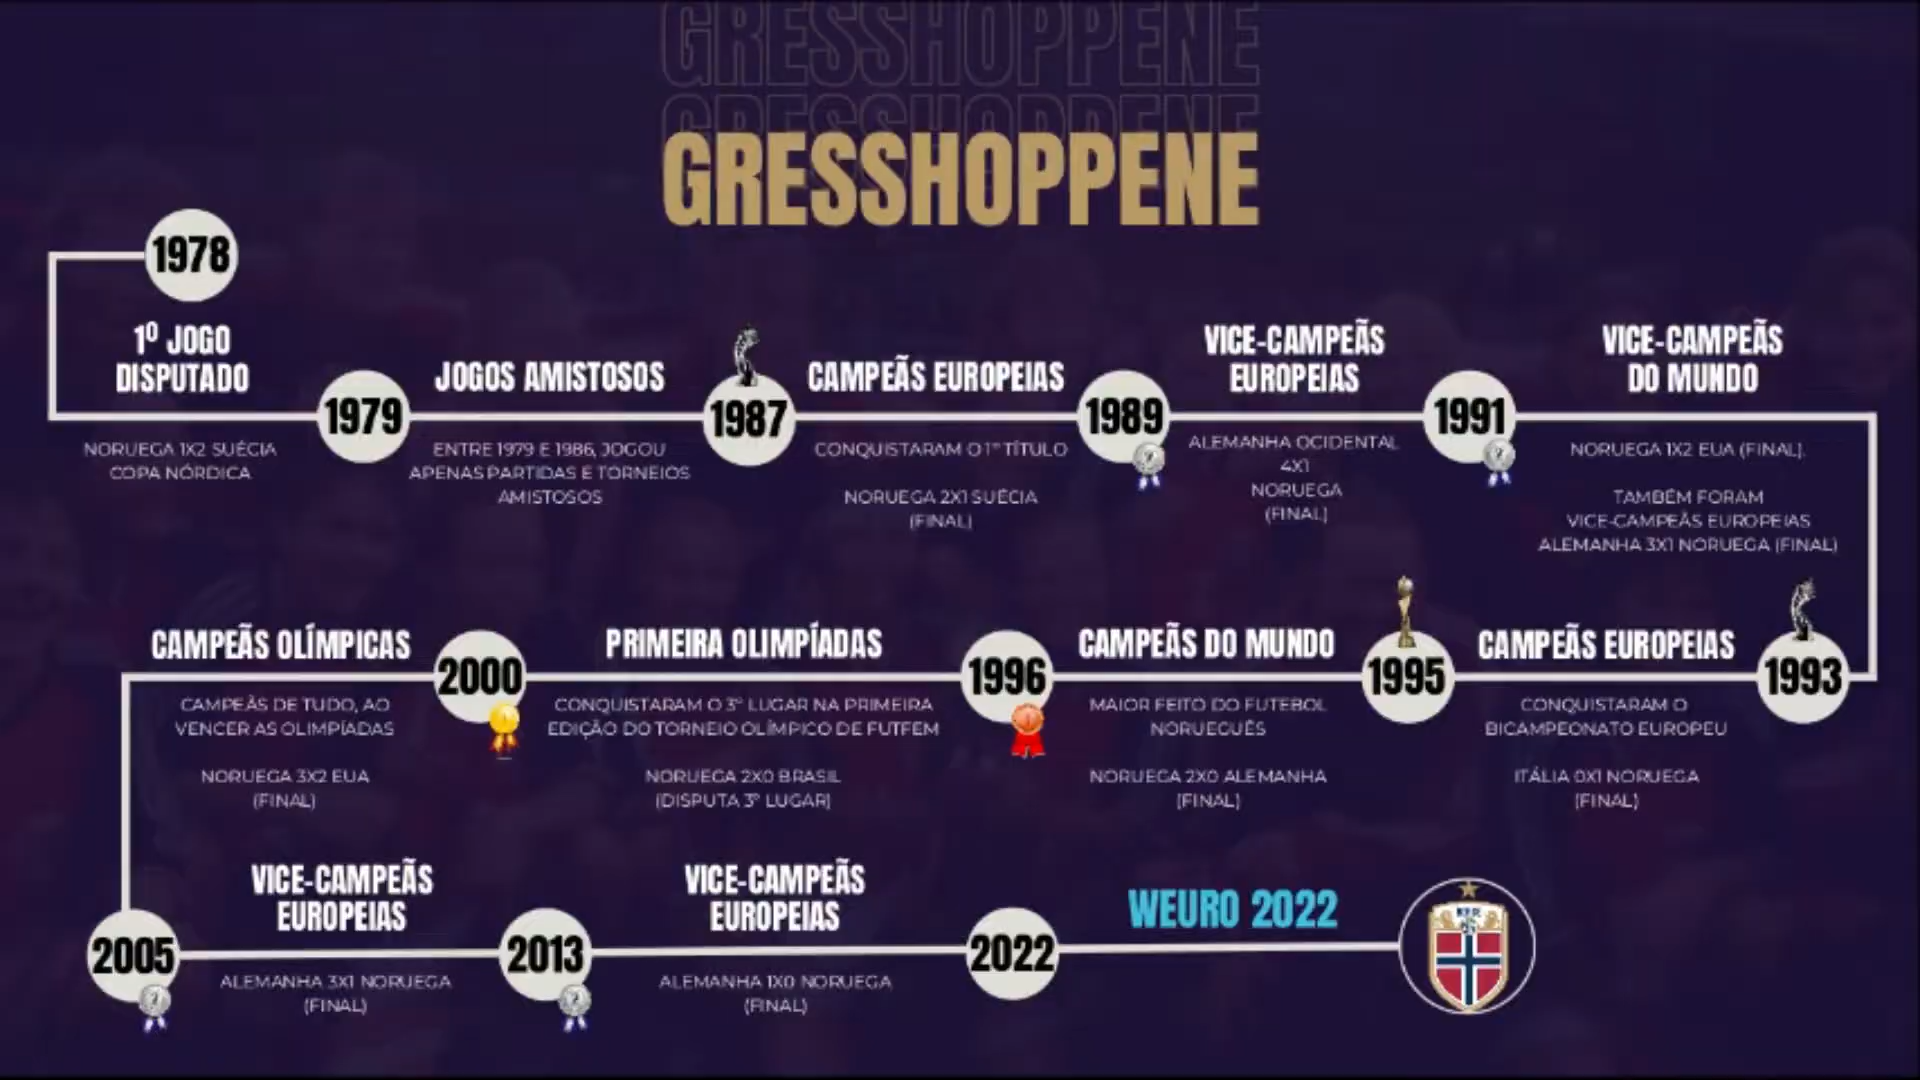 GRESSHOPPENE
GRESSHOPPENE
GRESSHOPPENE
1978
1º JOGO
DISPUTADO
NORUEGA 1X2 SUÉCIA
COPA NÓRDICA
1979
JOGOS AMISTOSOS
ENTRE 1979 E 1986, JOGOU
APENAS PARTIDAS E TORNEIOS
AMISTOSOS
1987
CAMPEÃS EUROPEIAS
CONQUISTARAM O 1º TÍTULO
NORUEGA 2X1 SUÉCIA
(FINAL)
1989
VICE-CAMPEÃS
EUROPEIAS
ALEMANHA OCIDENTAL
4X1
NORUEGA
(FINAL)
1991
VICE-CAMPEÃS
DO MUNDO
NORUEGA 1X2 EUA (FINAL).
TAMBÉM FORAM
VICE-CAMPEÃS EUROPEIAS
ALEMANHA 3X1 NORUEGA (FINAL)
1993
CAMPEÃS EUROPEIAS
CONQUISTARAM O
BICAMPEONATO EUROPEU
ITÁLIA 0X1 NORUEGA
(FINAL)
1995
CAMPEÃS DO MUNDO
MAIOR FEITO DO FUTEBOL
NORUEGUÊS
NORUEGA 2X0 ALEMANHA
(FINAL)
1996
PRIMEIRA OLIMPÍADAS
CONQUISTARAM O 3º LUGAR NA PRIMEIRA
EDIÇÃO DO TORNEIO OLÍMPICO DE FUTFEM
NORUEGA 2X0 BRASIL
(DISPUTA 3º LUGAR)
2000
CAMPEÃS OLÍMPICAS
CAMPEÃS DE TUDO, AO
VENCER AS OLIMPÍADAS
NORUEGA 3X2 EUA
(FINAL)
2005
VICE-CAMPEÃS
EUROPEIAS
ALEMANHA 3X1 NORUEGA
(FINAL)
2013
VICE-CAMPEÃS
EUROPEIAS
ALEMANHA 1X0 NORUEGA
(FINAL)
2022
WEURO 2022